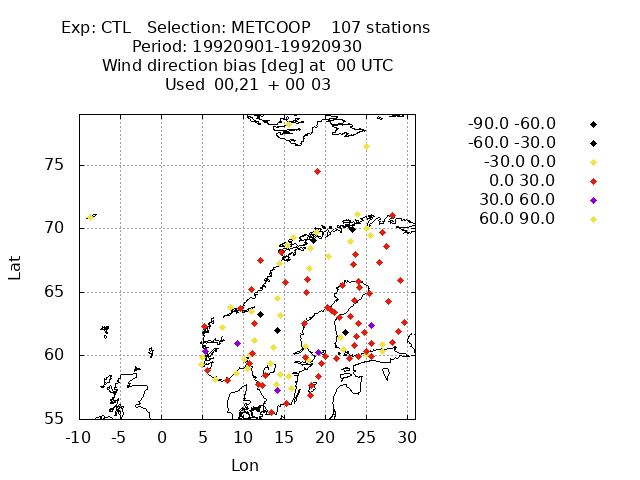 Exp: CTL Selection: METCOOP 107 stations
Period: 19920901-19920930
Wind direction bias [deg] at 00 UTC
Used 00,21 + 00 03
-90.0 -60.0
-60.0 -30.0
-30.0 0.0
0.0 30.0
30.0 60.0
60.0 90.0
75
70
65
60
55
Lat
-10 -5 0 5 10 15 20 25 30
Lon